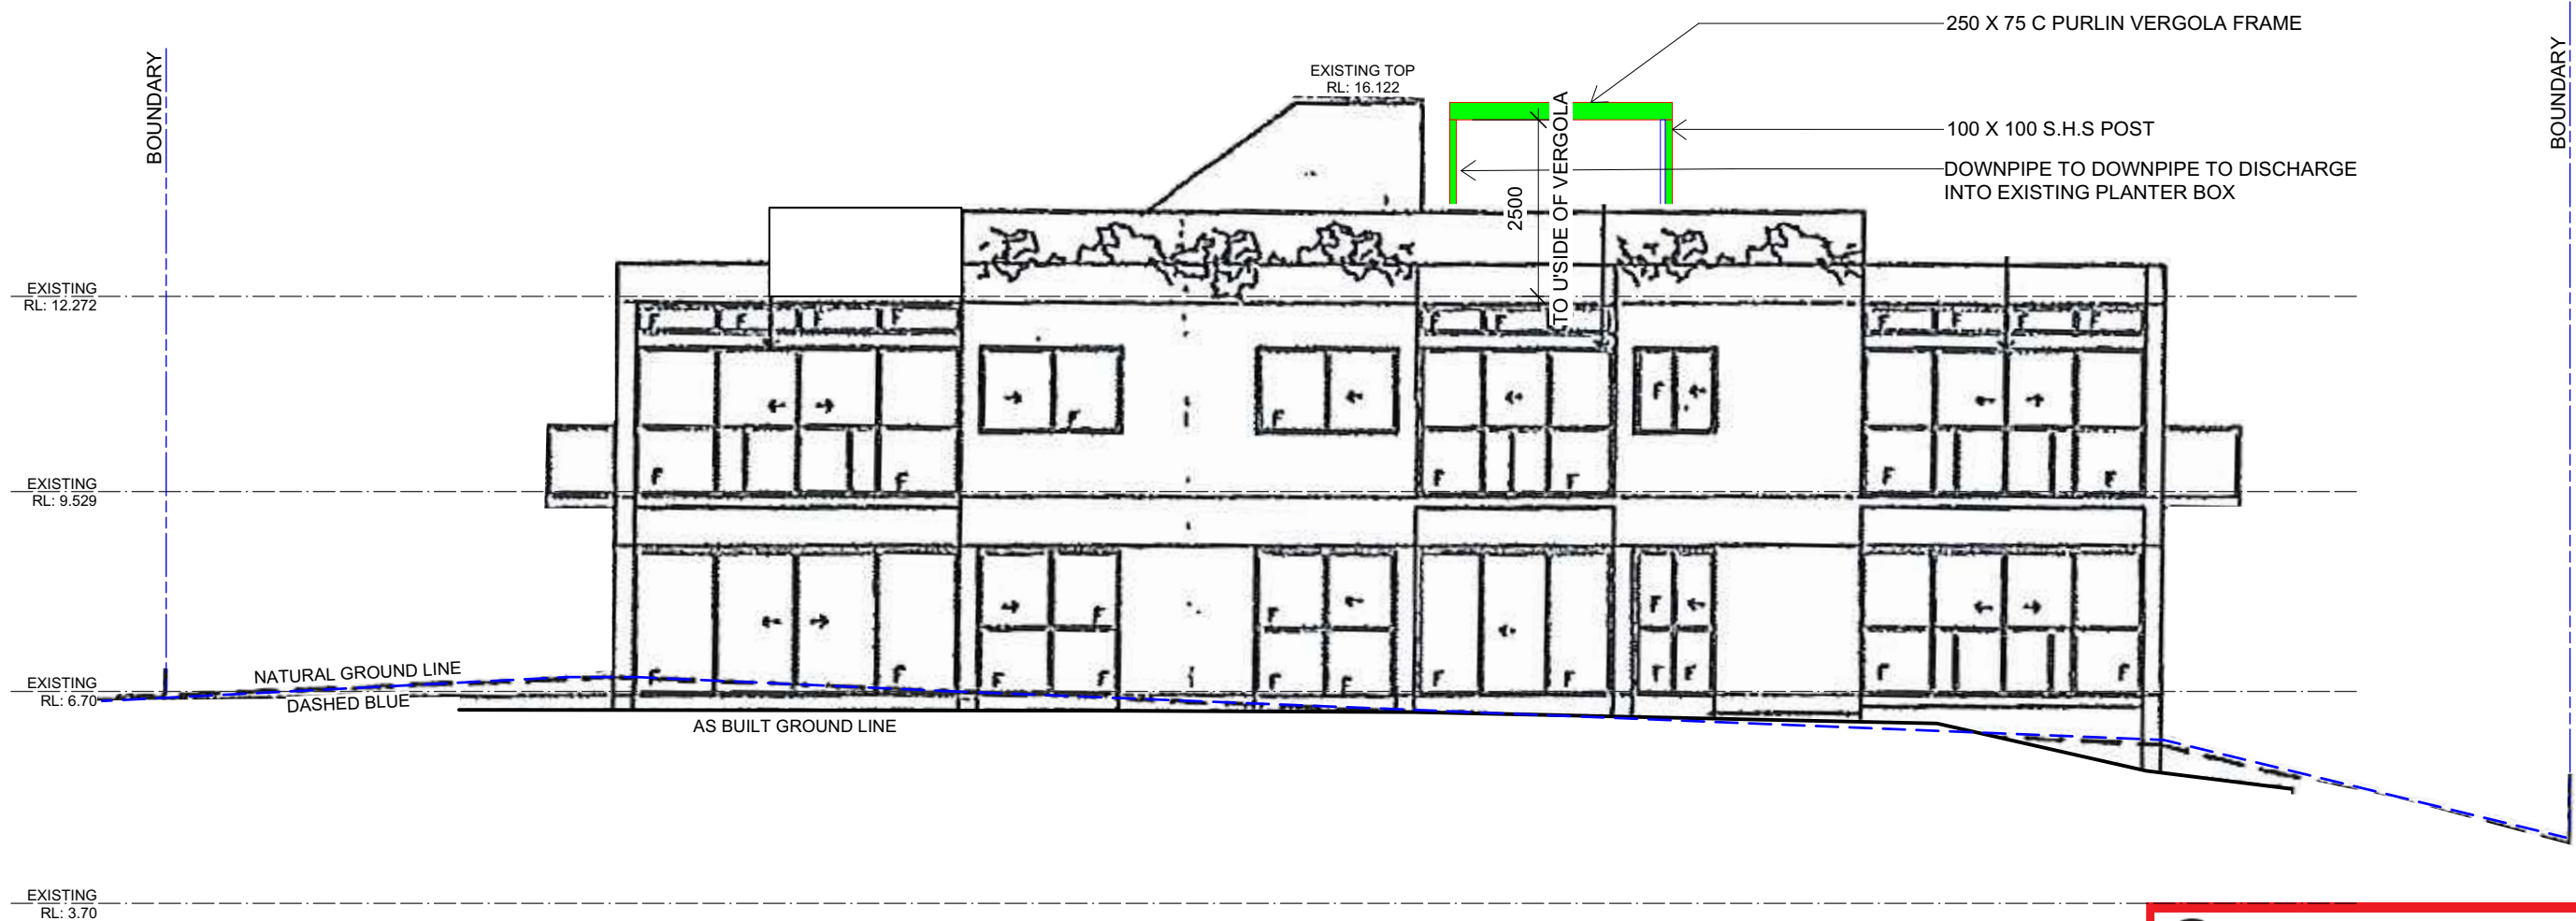 250 X 75 C PURLIN VERGOLA FRAME
BOUNDARY
BOUNDARY
EXISTING TOP
RL: 16.122
TO U'SIDE OF VERGOLA
2500
100 X 100 S.H.S POST
DOWNPIPE TO DOWNPIPE TO DISCHARGE
INTO EXISTING PLANTER BOX
EXISTING
RL: 12.272
F F F F
F F
F F F F
F
F
F
F F
F F
F F
EXISTING
RL: 9.529
F F
F F
F F
F
F F
F F
F F
F F
F F
NATURAL GROUND LINE
DASHED BLUE
EXISTING
RL: 6.70
AS BUILT GROUND LINE
EXISTING
RL: 3.70